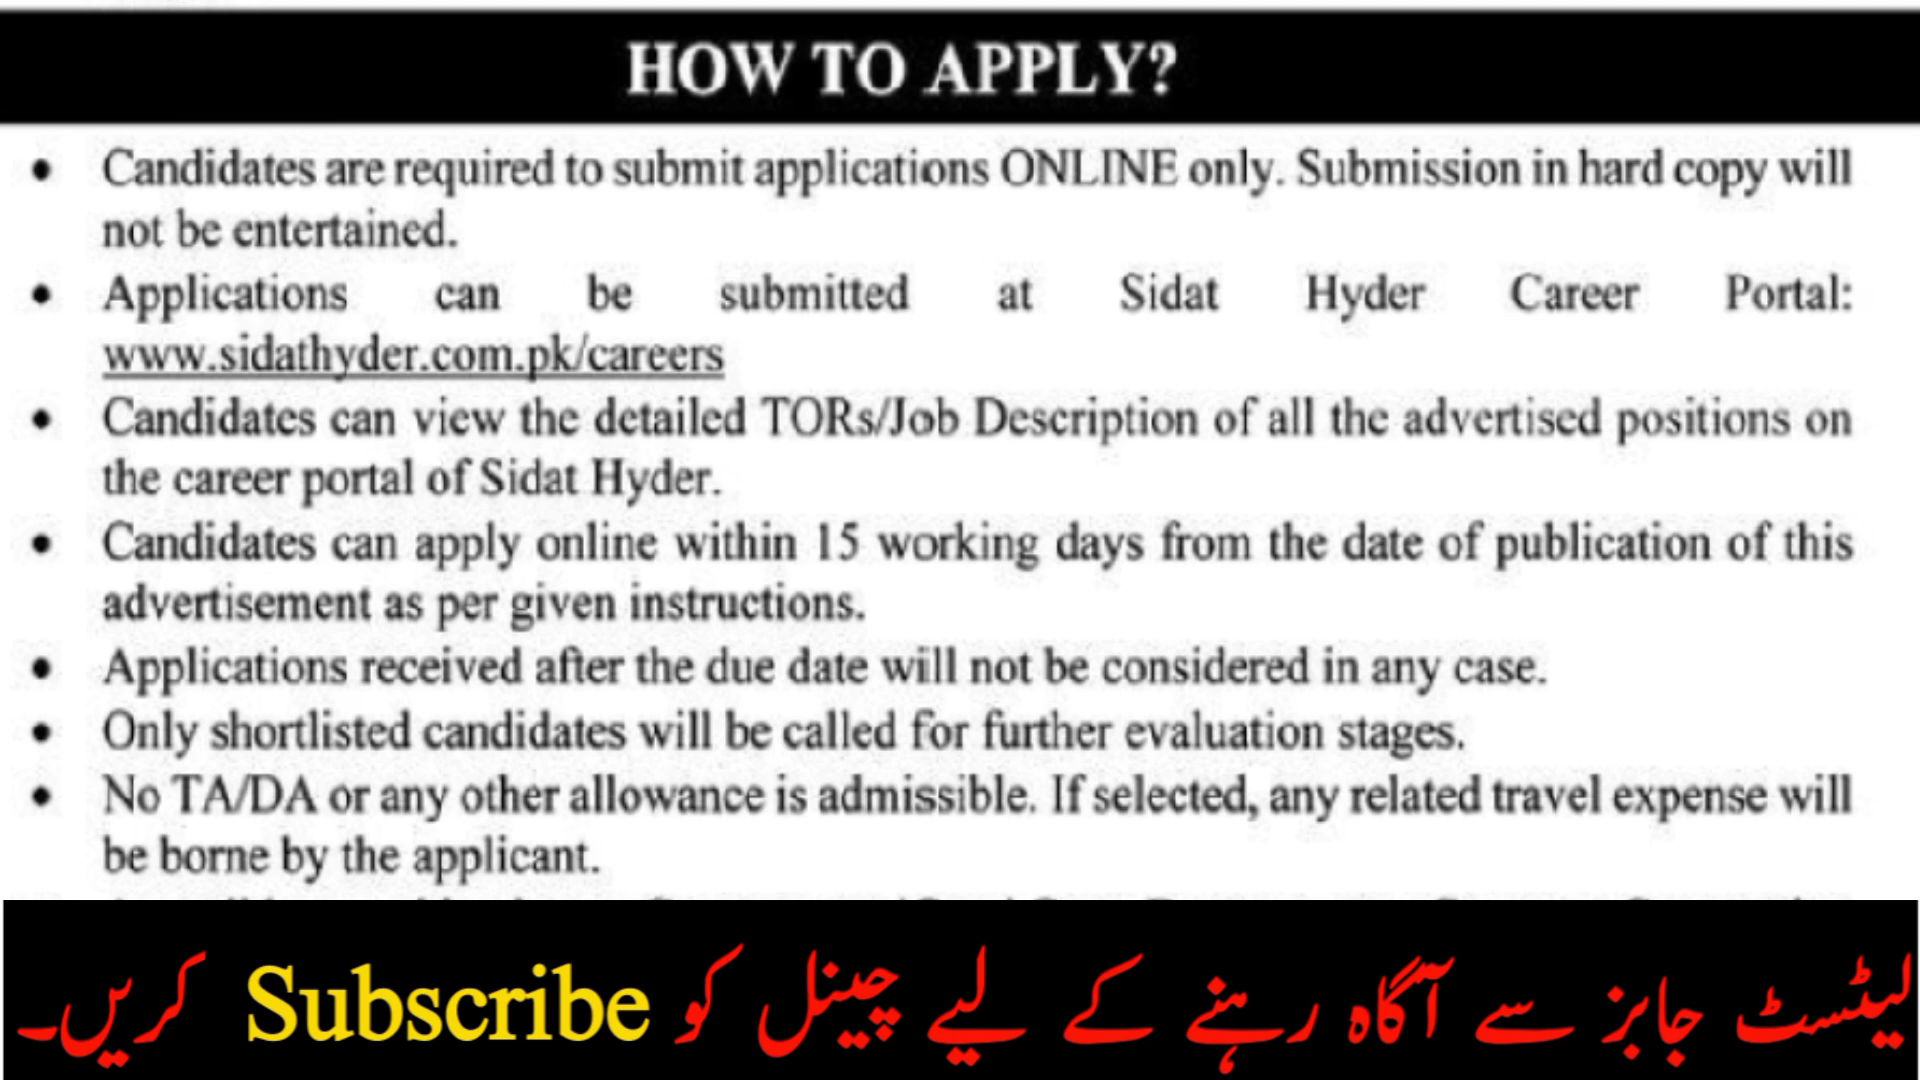 HOW TO APPLY?
• Candidates are required to submit applications ONLINE only. Submission in hard copy will
not be entertained.
• Applications can be submitted at Sidat Hyder Career Portal:
www.sidathyder.com.pk/careers
• Candidates can view the detailed TORs/Job Description of all the advertised positions on
the career portal of Sidat Hyder.
• Candidates can apply online within 15 working days from the date of publication of this
advertisement as per given instructions.
• Applications received after the due date will not be considered in any case.
• Only shortlisted candidates will be called for further evaluation stages.
• No TA/DA or any other allowance is admissible. If selected, any related travel expense will
be borne by the applicant.
لیٹسٹ جابز سے آگاہ رہنے کے لیے چینل کو Subscribe کریں۔